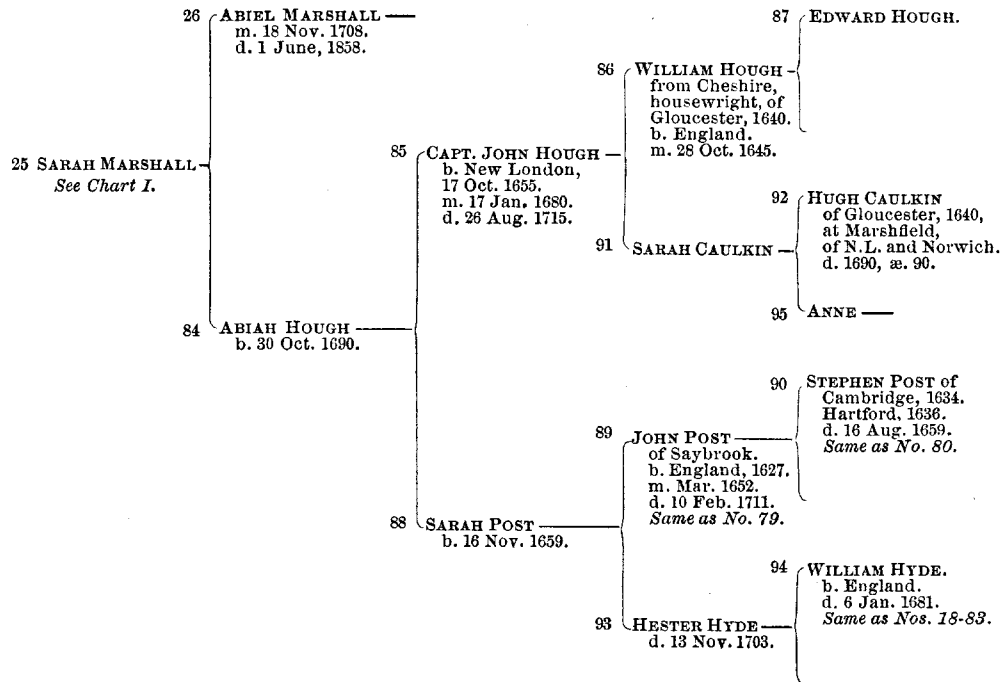 25 SARAH MARSHALL
See Chart I.
26 ABIEL MARSHALL
m. 18 Nov. 1708.
d. 1 June, 1858.
84 ABIAH HOUGH
b. 30 Oct. 1690.
85 CAPT. JOHN HOUGH
b. New London,
17 Oct. 1655.
m. 17 Jan. 1680.
d. 26 Aug. 1715.
88 SARAH POST
b. 16 Nov. 1659.
86 WILLIAM HOUGH
from Cheshire,
housewright, of
Gloucester, 1640.
b. England.
m. 28 Oct. 1645.
91 SARAH CAULKIN
89 JOHN POST
of Saybrook.
b. England, 1627.
m. Mar. 1652.
d. 10 Feb. 1711.
Same as No. 79.
93 HESTER HYDE
d. 13 Nov. 1703.
87 EDWARD HOUGH.
92 HUGH CAULKIN
of Gloucester, 1640,
at Marshfield,
of N.L. and Norwich.
d. 1690, æ. 90.
95 ANNE
90 STEPHEN POST of
Cambridge, 1634.
Hartford, 1636.
d. 16 Aug. 1659.
Same as No. 80.
94 WILLIAM HYDE.
b. England.
d. 6 Jan. 1681.
Same as Nos. 18-83.